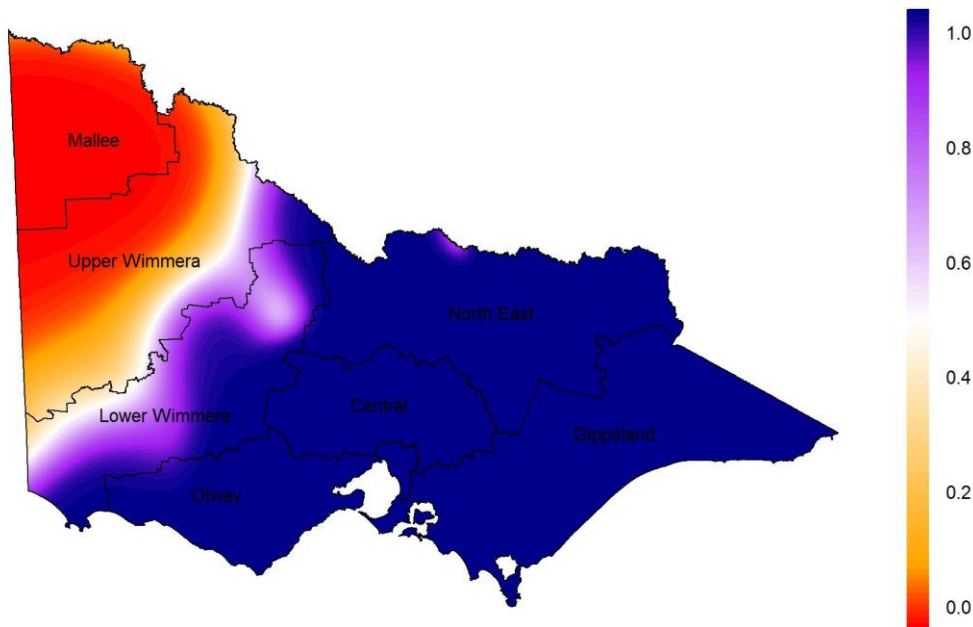 Mallee
Upper Wimmera
North East
Lower Wimmera
Central
Gippsland
Otway
1.0
0.8
0.6
0.4
0.2
0.0